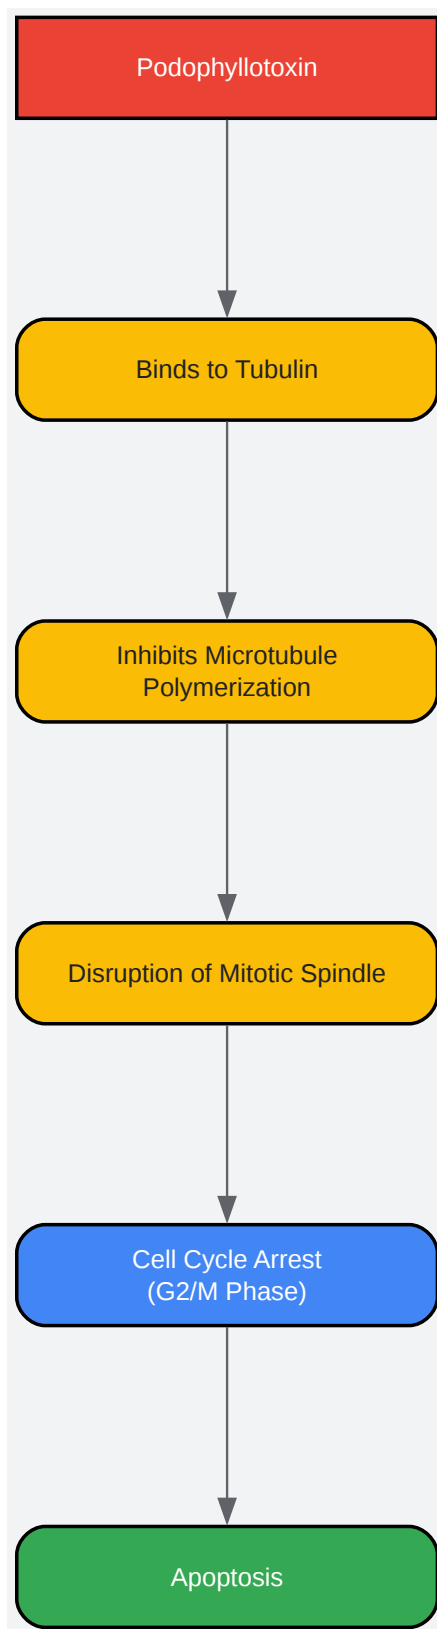 Podophyllotoxin
Binds to Tubulin
Inhibits Microtubule
Polymerization
Disruption of Mitotic Spindle
Cell Cycle Arrest
(G2/M Phase)
Apoptosis